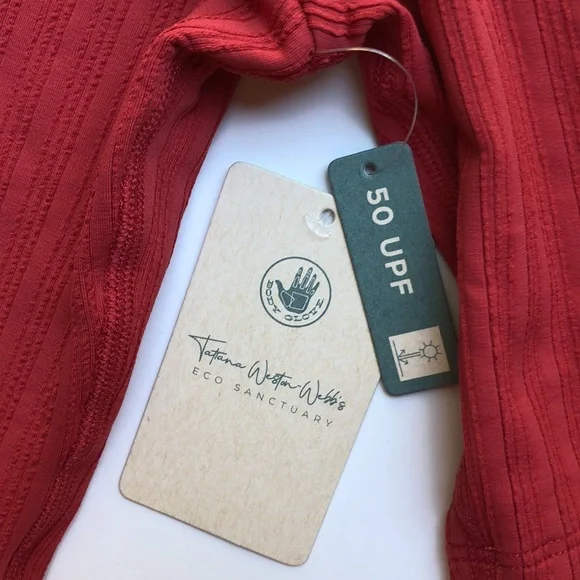 50 UPF
BODY GLOVE
Tatiana Weston-Webb's
ECO SANCTUARY